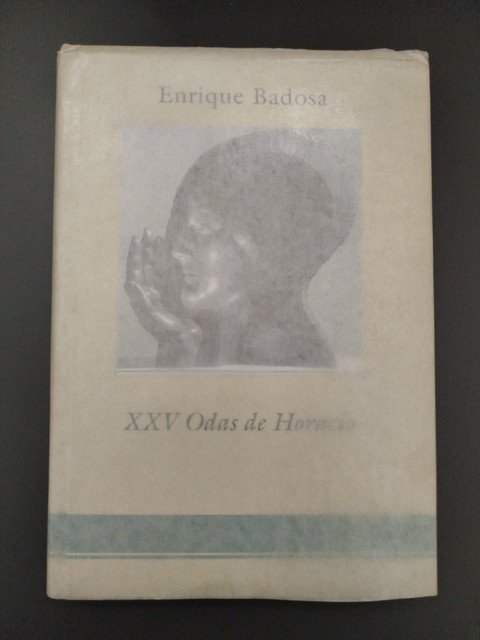 Enrique Badosa
XXV Odas de Horacio